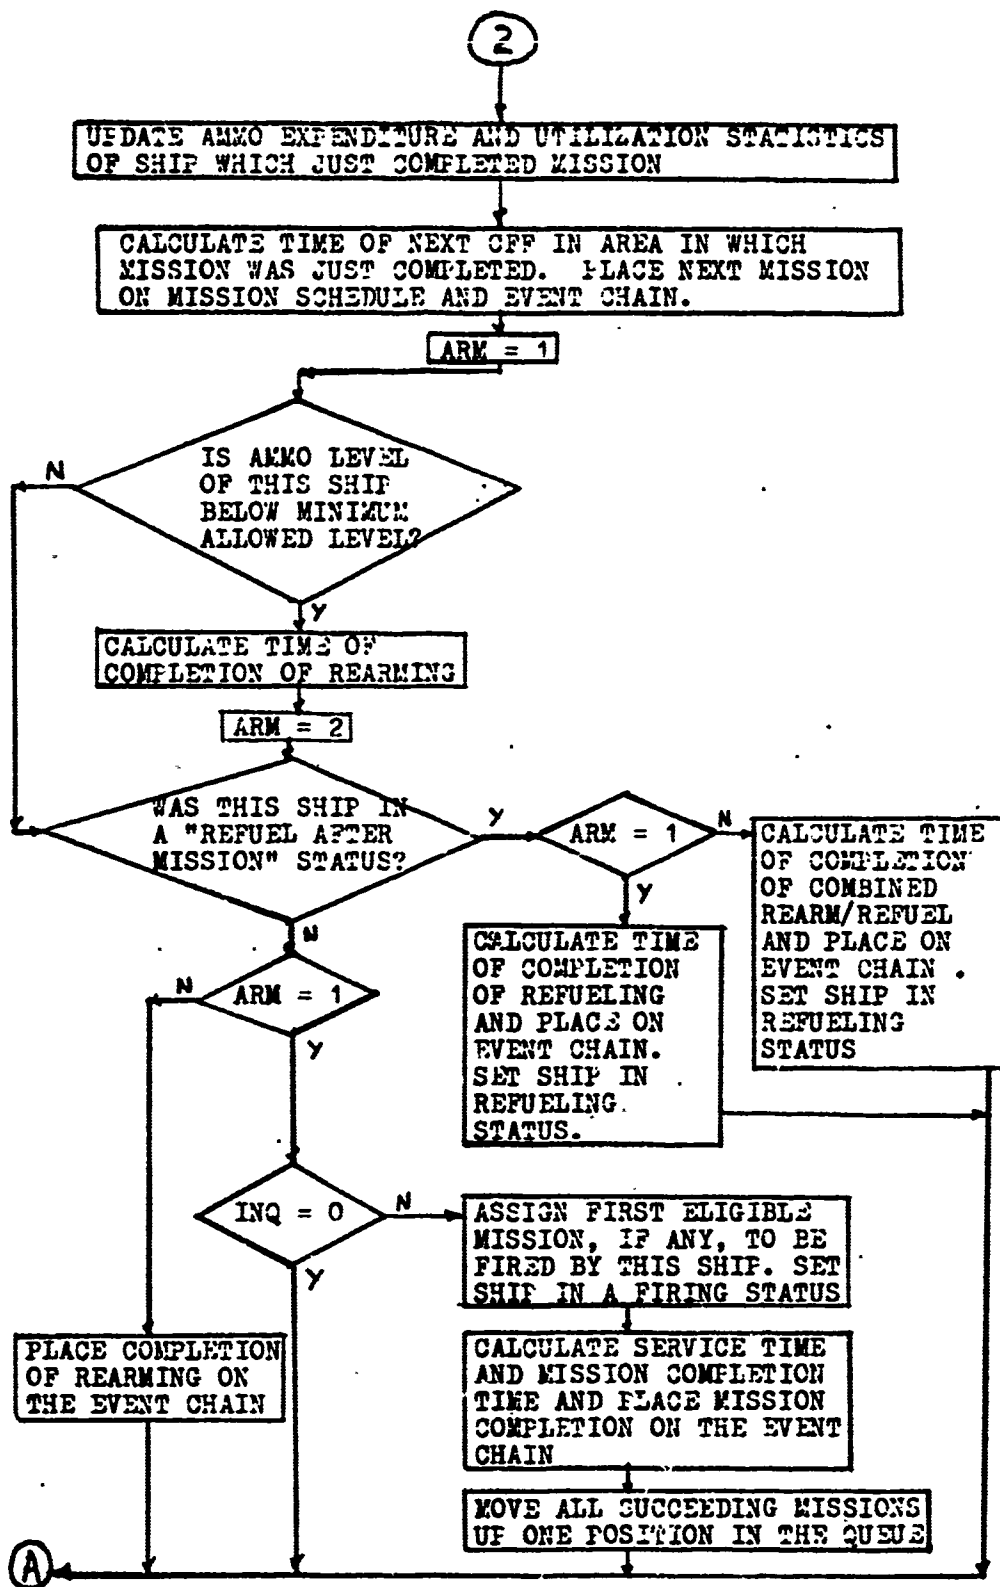 2
UPDATE AMMO EXPENDITURE AND UTILIZATION STATISTICS
OF SHIP WHICH JUST COMPLETED MISSION
CALCULATE TIME OF NEXT CFF IN AREA IN WHICH
MISSION WAS JUST COMPLETED. PLACE NEXT MISSION
ON MISSION SCHEDULE AND EVENT CHAIN.
ARM = 1
IS AMMO LEVEL
OF THIS SHIP
BELOW MINIMUM
ALLOWED LEVEL?
N
Y
CALCULATE TIME OF
COMPLETION OF REARMING
ARM = 2
WAS THIS SHIP IN
A "REFUEL AFTER
MISSION" STATUS?
Y
N
ARM = 1
N
Y
CALCULATE TIME
OF COMPLETION
OF COMBINED
REARM/REFUEL
AND PLACE ON
EVENT CHAIN.
SET SHIP IN
REFUELING
STATUS
CALCULATE TIME
OF COMPLETION
OF REFUELING
AND PLACE ON
EVENT CHAIN.
SET SHIP IN
REFUELING
STATUS.
ARM = 1
N
Y
INQ = 0
N
Y
ASSIGN FIRST ELIGIBLE
MISSION, IF ANY, TO BE
FIRED BY THIS SHIP. SET
SHIP IN A FIRING STATUS
PLACE COMPLETION
OF REARMING ON
THE EVENT CHAIN
CALCULATE SERVICE TIME
AND MISSION COMPLETION
TIME AND PLACE MISSION
COMPLETION ON THE EVENT
CHAIN
MOVE ALL SUCCEEDING MISSIONS
UP ONE POSITION IN THE QUEUE
A